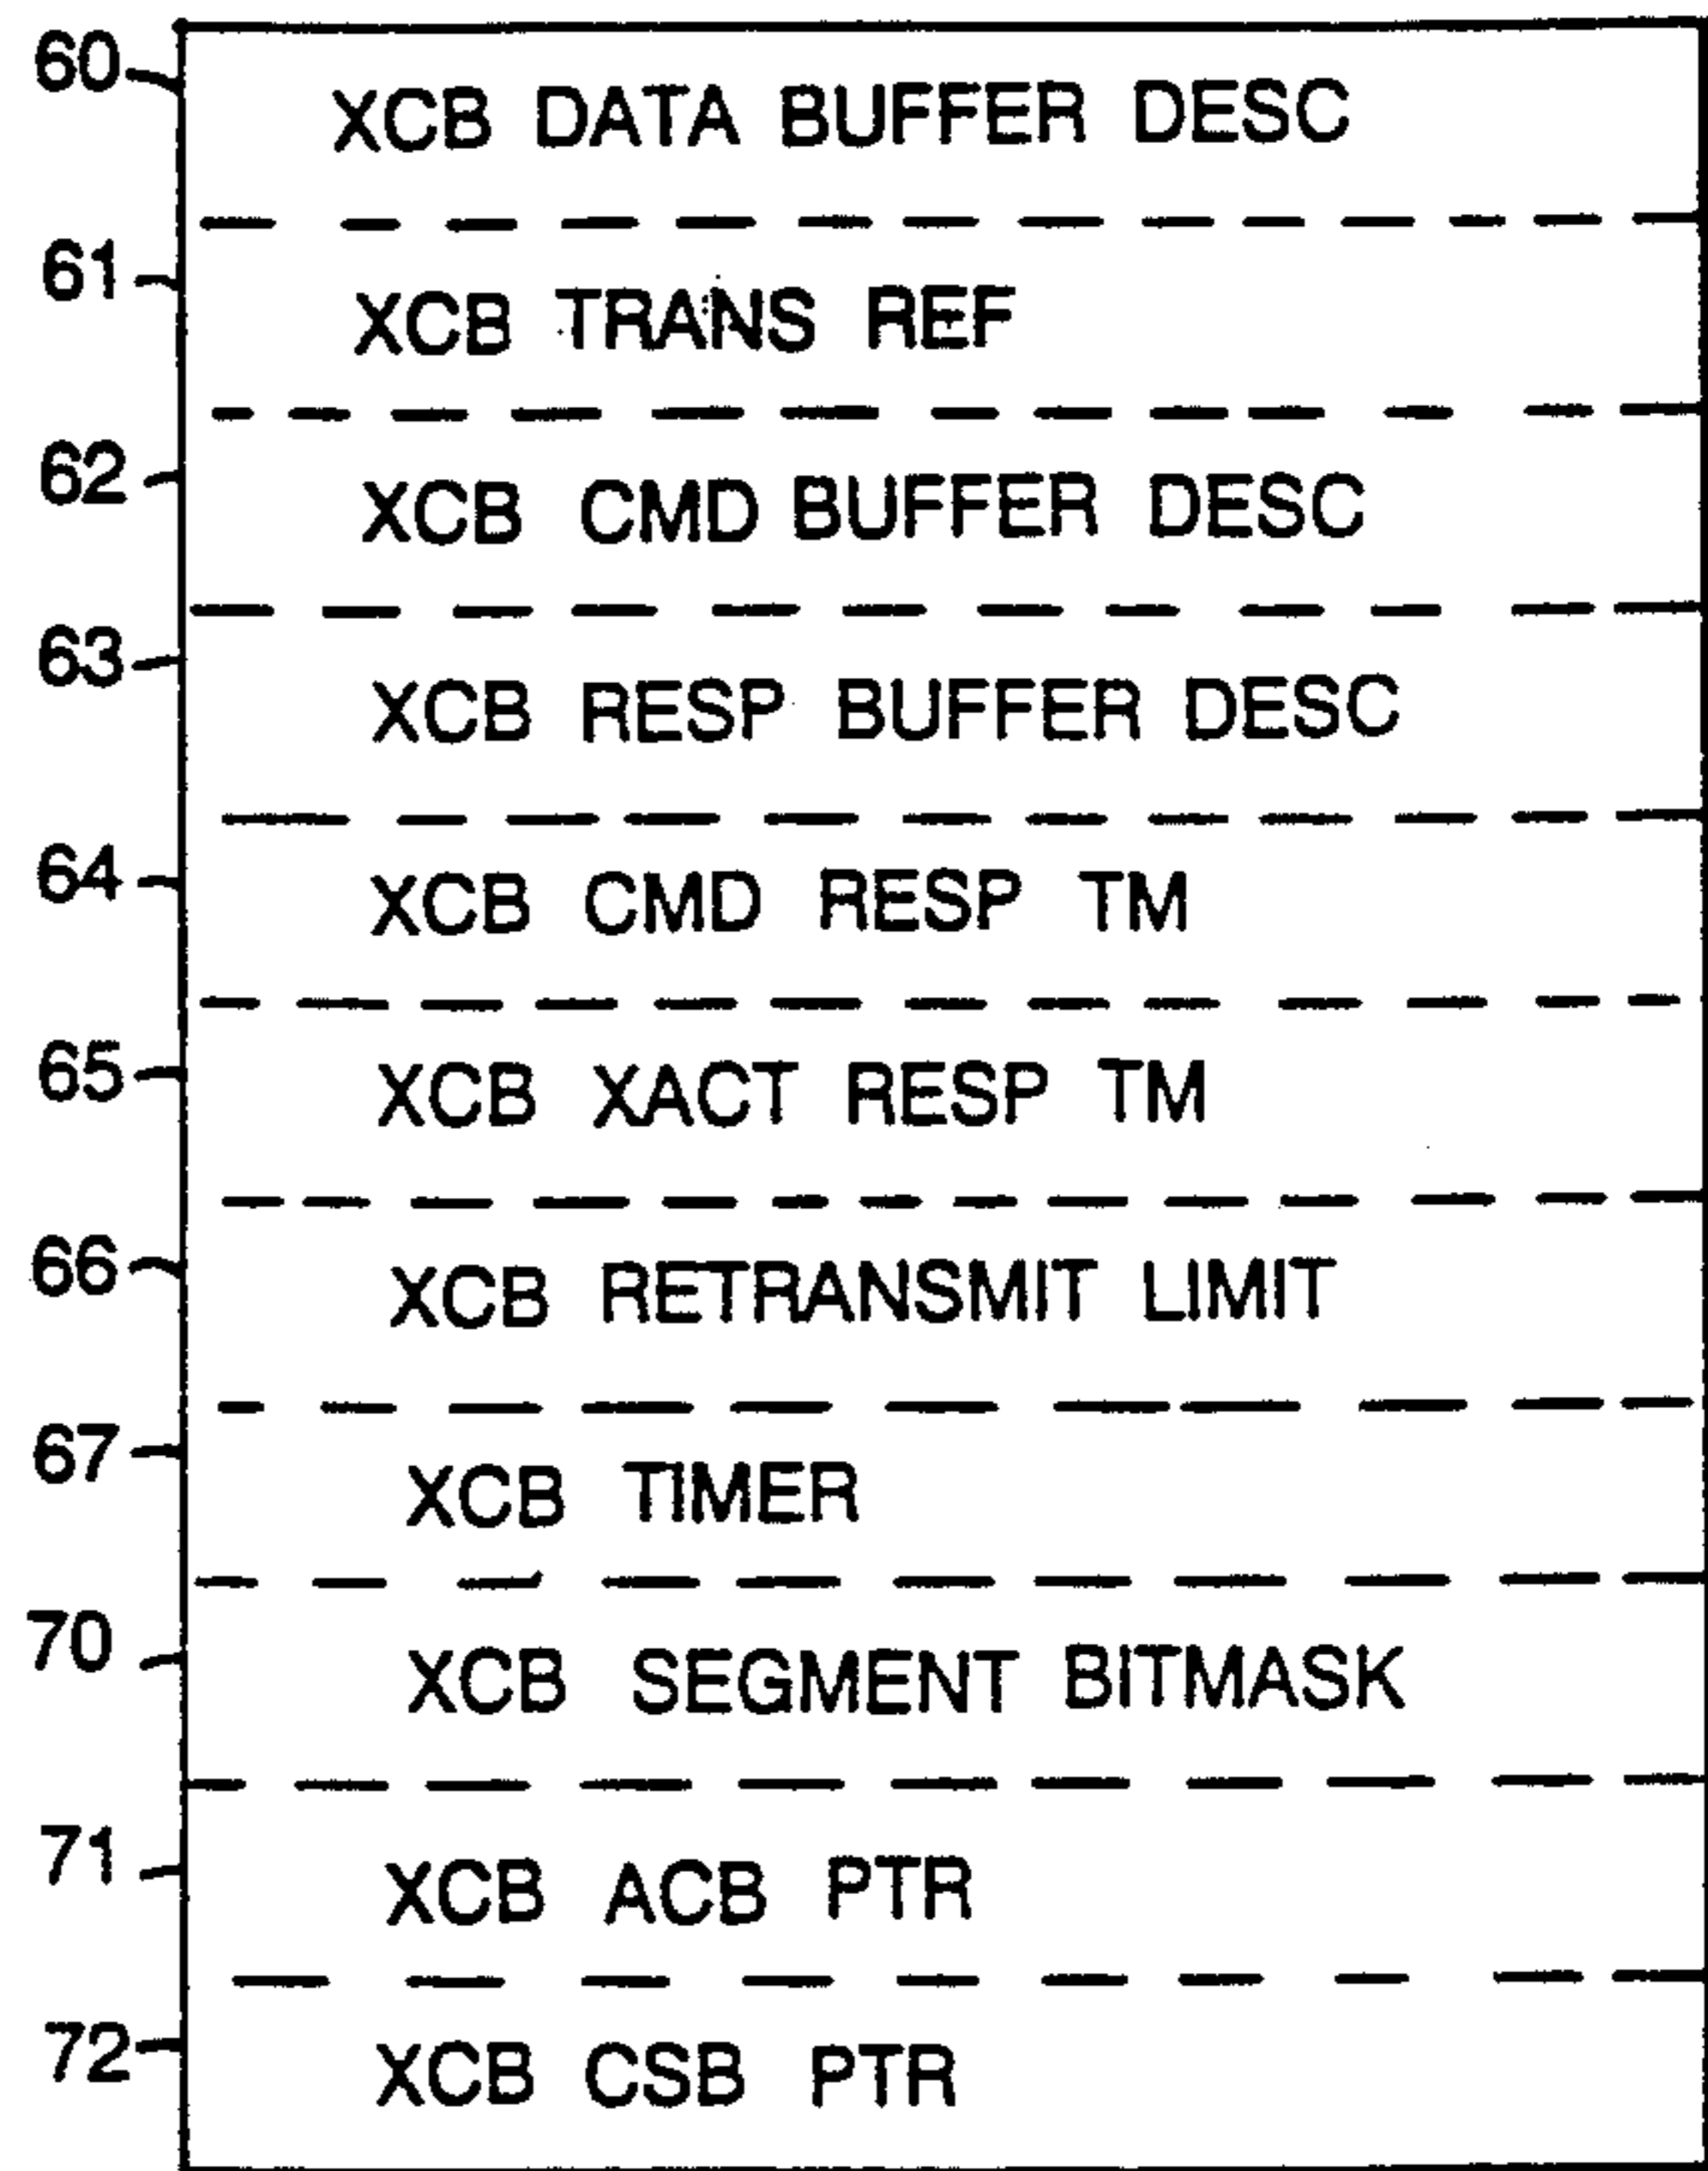 60 XCB DATA BUFFER DESC
61 XCB TRANS REF
62 XCB CMD BUFFER DESC
63 XCB RESP BUFFER DESC
64 XCB CMD RESP TM
65 XCB XACT RESP TM
66 XCB RETRANSMIT LIMIT
67 XCB TIMER
70 XCB SEGMENT BITMASK
71 XCB ACB PTR
72 XCB CSB PTR